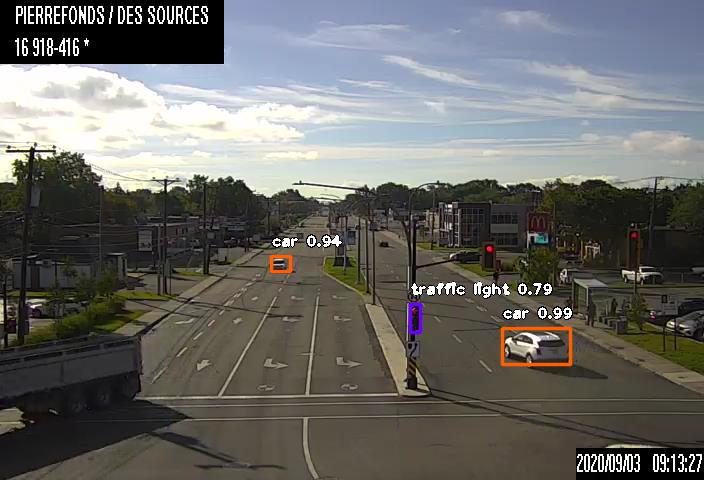 PIERREFONDS / DES SOURCES
16 918-416 *
car 0.94
traffic light 0.79
car 0.99
2020/09/03 09:13:27